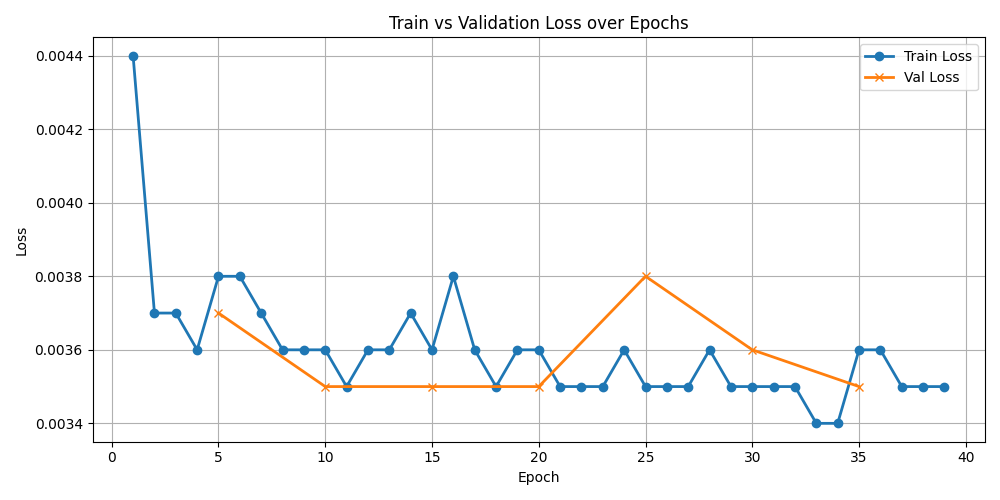 Train vs Validation Loss over Epochs
Train Loss
Val Loss
Loss
0.0044
0.0042
0.0040
0.0038
0.0036
0.0034
0 5 10 15 20 25 30 35 40
Epoch